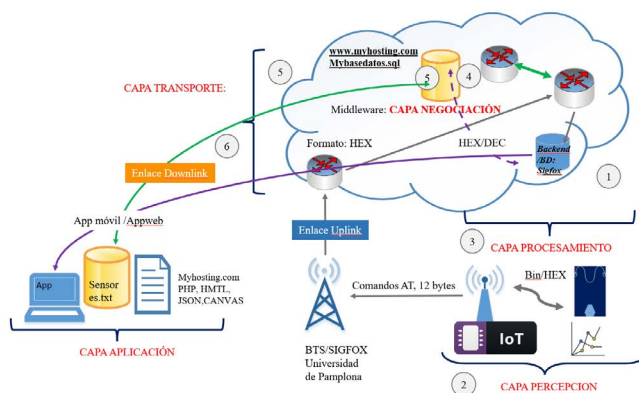 www.myhosting.com
Mybasedatos.sql
5
CAPA TRANSPORTE:
5
4
Middleware: CAPA NEGOCIACIÓN
6
Formato: HEX
HEX/DEC
Backend
/BD:
Sigfox
1
Enlace Downlink
App móvil /Appweb
Enlace Uplink
3
CAPA PROCESAMIENTO
App
Sensor
es.txt
Myhosting.com
PHP, HMTL,
JSON,CANVAS
Comandos AT, 12 bytes
Bin/HEX
IoT
CAPA APLICACIÓN
BTS/SIGFOX
Universidad
de Pamplona
2
CAPA PERCEPCION